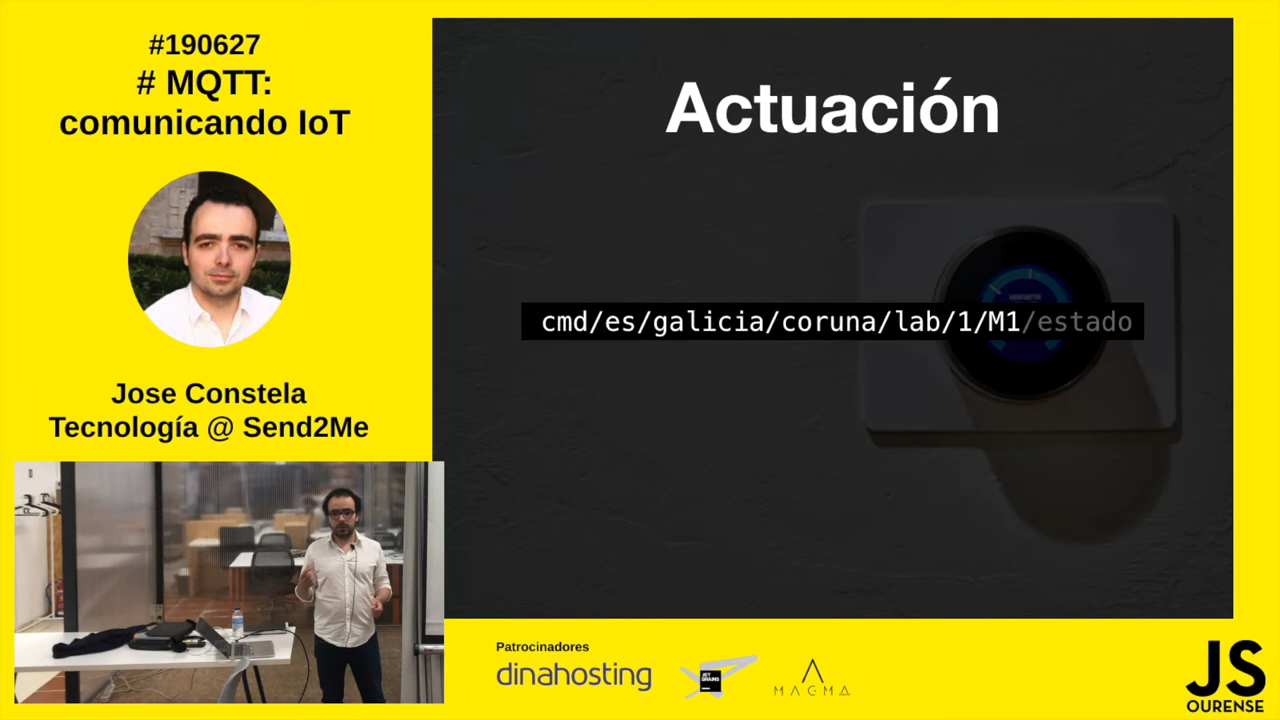 #190627
# MQTT:
comunicando IoT
Jose Constela
Tecnología @ Send2Me
Actuación
cmd/es/galicia/coruna/lab/1/M1/estado
Patrocinadores
dinahosting
JET
BRAINS
MAGMA
JS
OURENSE